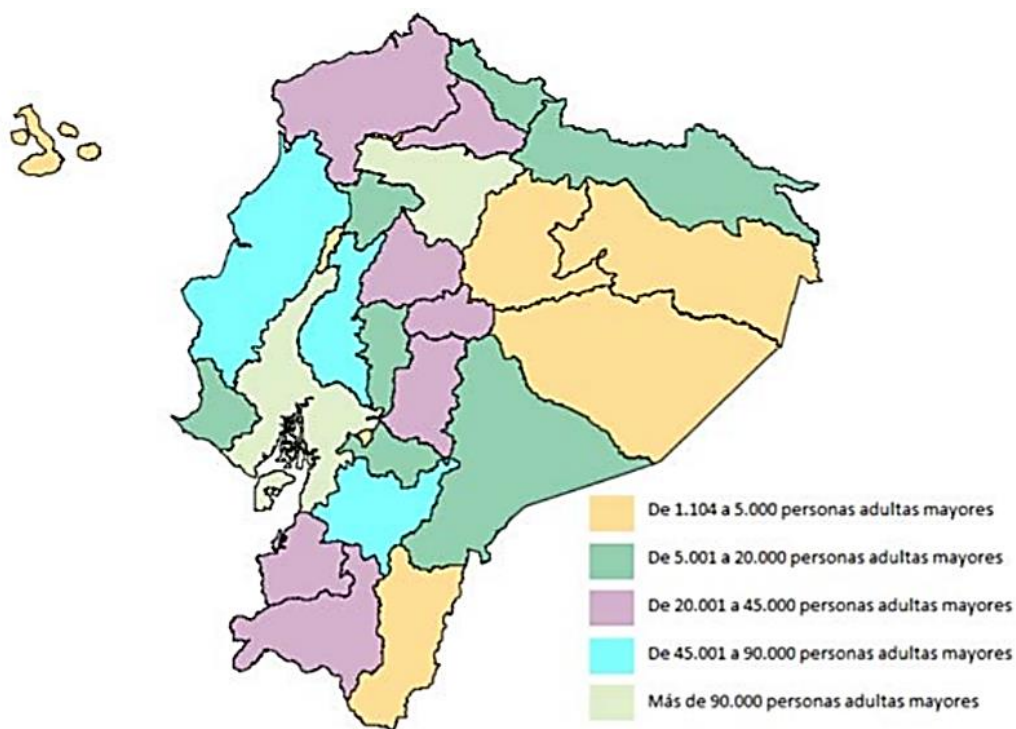 De 1.104 a 5.000 personas adultas mayores
De 5.001 a 20.000 personas adultas mayores
De 20.001 a 45.000 personas adultas mayores
De 45.001 a 90.000 personas adultas mayores
Más de 90.000 personas adultas mayores